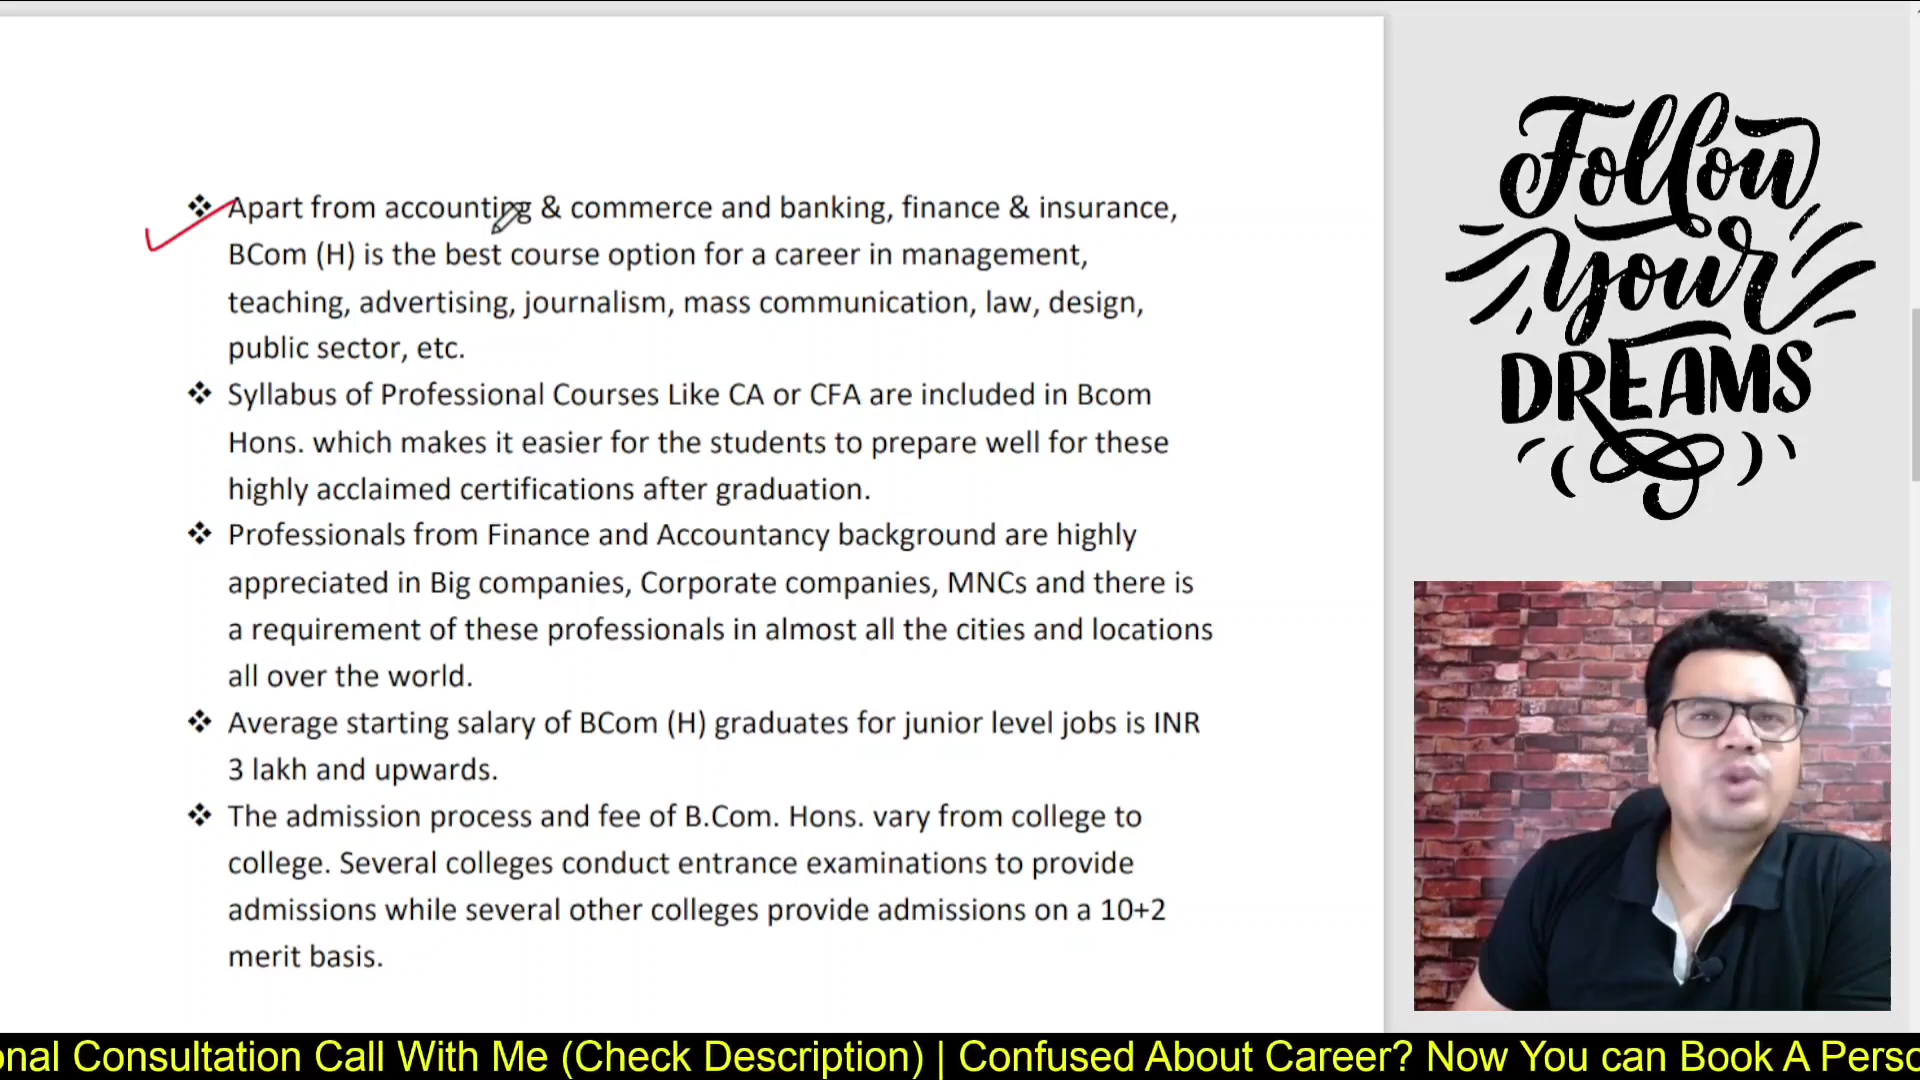 Apart from accounting & commerce and banking, finance & insurance,
BCom (H) is the best course option for a career in management,
teaching, advertising, journalism, mass communication, law, design,
public sector, etc.
Syllabus of Professional Courses Like CA or CFA are included in Bcom
Hons. which makes it easier for the students to prepare well for these
highly acclaimed certifications after graduation.
Professionals from Finance and Accountancy background are highly
appreciated in Big companies, Corporate companies, MNCs and there is
a requirement of these professionals in almost all the cities and locations
all over the world.
Average starting salary of BCom (H) graduates for junior level jobs is INR
3 lakh and upwards.
The admission process and fee of B.Com. Hons. vary from college to
college. Several colleges conduct entrance examinations to provide
admissions while several other colleges provide admissions on a 10+2
merit basis.
Follow
Your
DREAMS
onal Consultation Call With Me (Check Description) | Confused About Career? Now You can Book A Perso